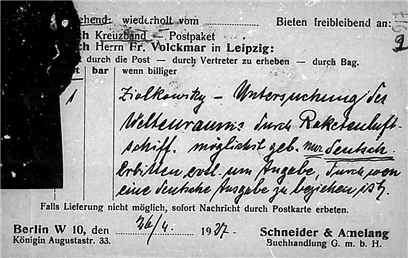 wiederholt vom
Bieten freibleibend an:
Kreuzband — Postpaket
Herrn Fr. Volckmar in Leipzig:
durch die Post — durch Vertreter zu erheben — durch Bag.
bar wenn billiger
1 Ziolkowsky — Untersuchung des
Weltenraums durch Raketenluft-
schiff. möglichst geb. nur deutsch.
Erbitten evtl. um Angabe, durch wen
eine deutsche Ausgabe zu beziehen ist.
Falls Lieferung nicht möglich, sofort Nachricht durch Postkarte erbeten.
Berlin W 10, den 26/4. 1927.
Königin Augustastr. 33.
Schneider & Amelang
Buchhandlung G. m. b. H.